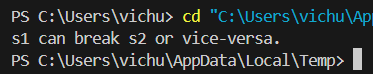 PS C:\Users\vichu> cd "C:\Users\vichu\App
s1 can break s2 or vice-versa.
PS C:\Users\vichu\AppData\Local\Temp>